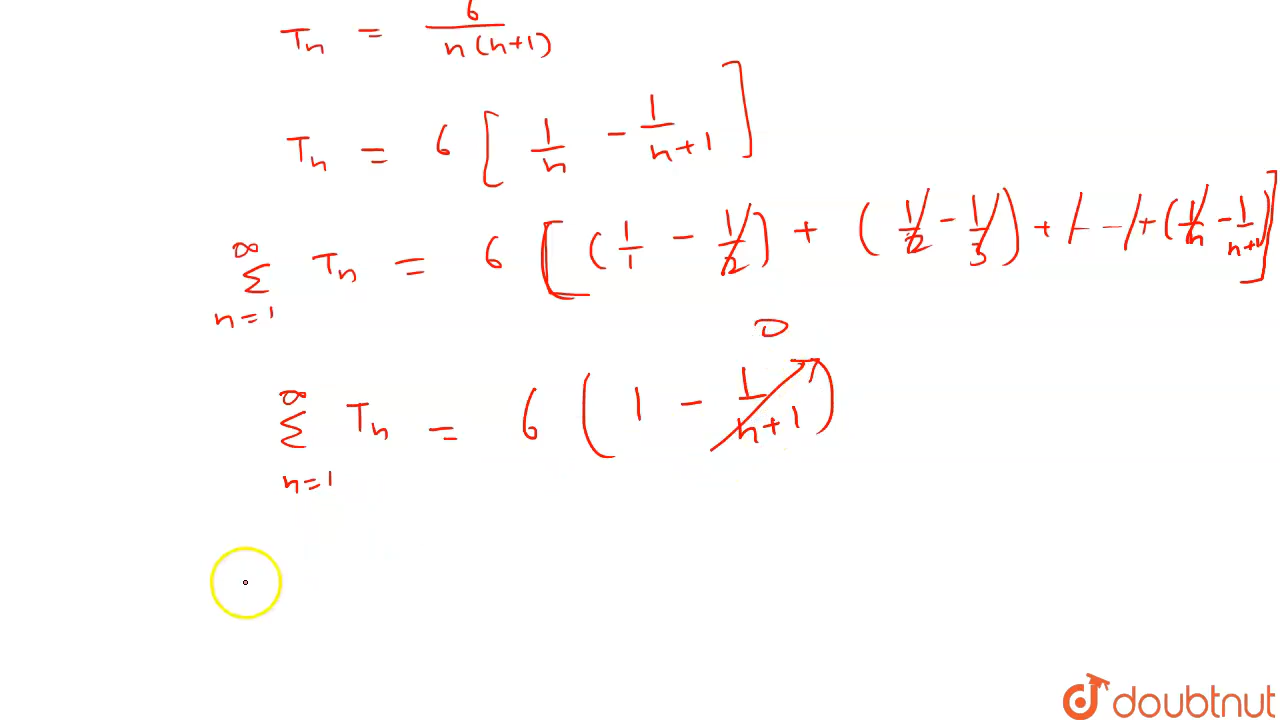 Tn = 6 / n(n+1)
Tn = 6 [ 1/n - 1/n+1 ]
∞ Σ n=1 Tn = 6 [ (1/1 - 1/2) + (1/2 - 1/3) + - - - + (1/n - 1/n+1) ]
0
∞ Σ n=1 Tn = 6 ( 1 - 1/n+1 )
doubtnut